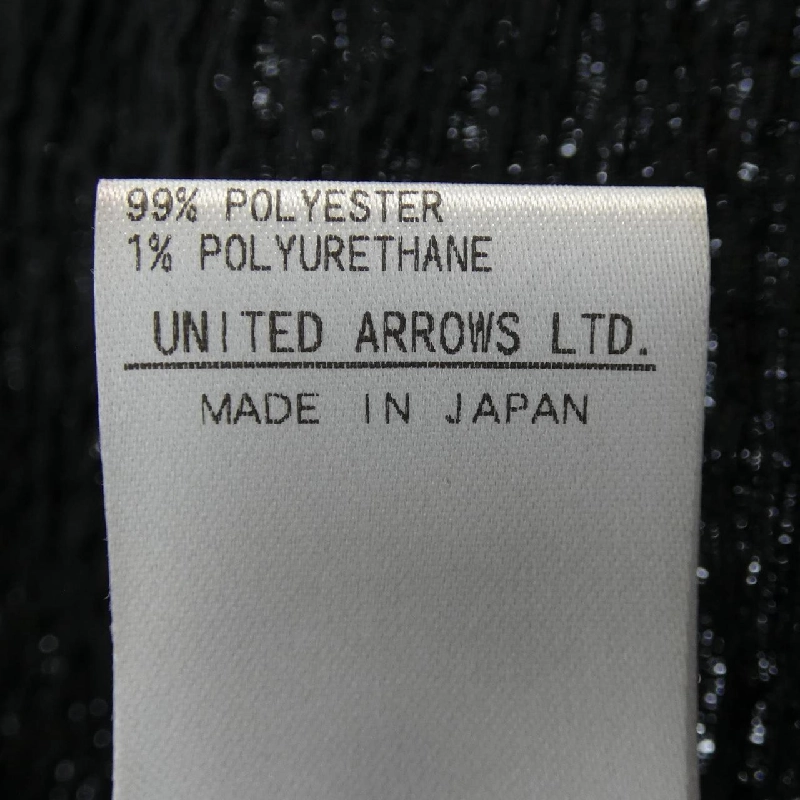 99% POLYESTER
1% POLYURETHANE
UNITED ARROWS LTD.
MADE IN JAPAN